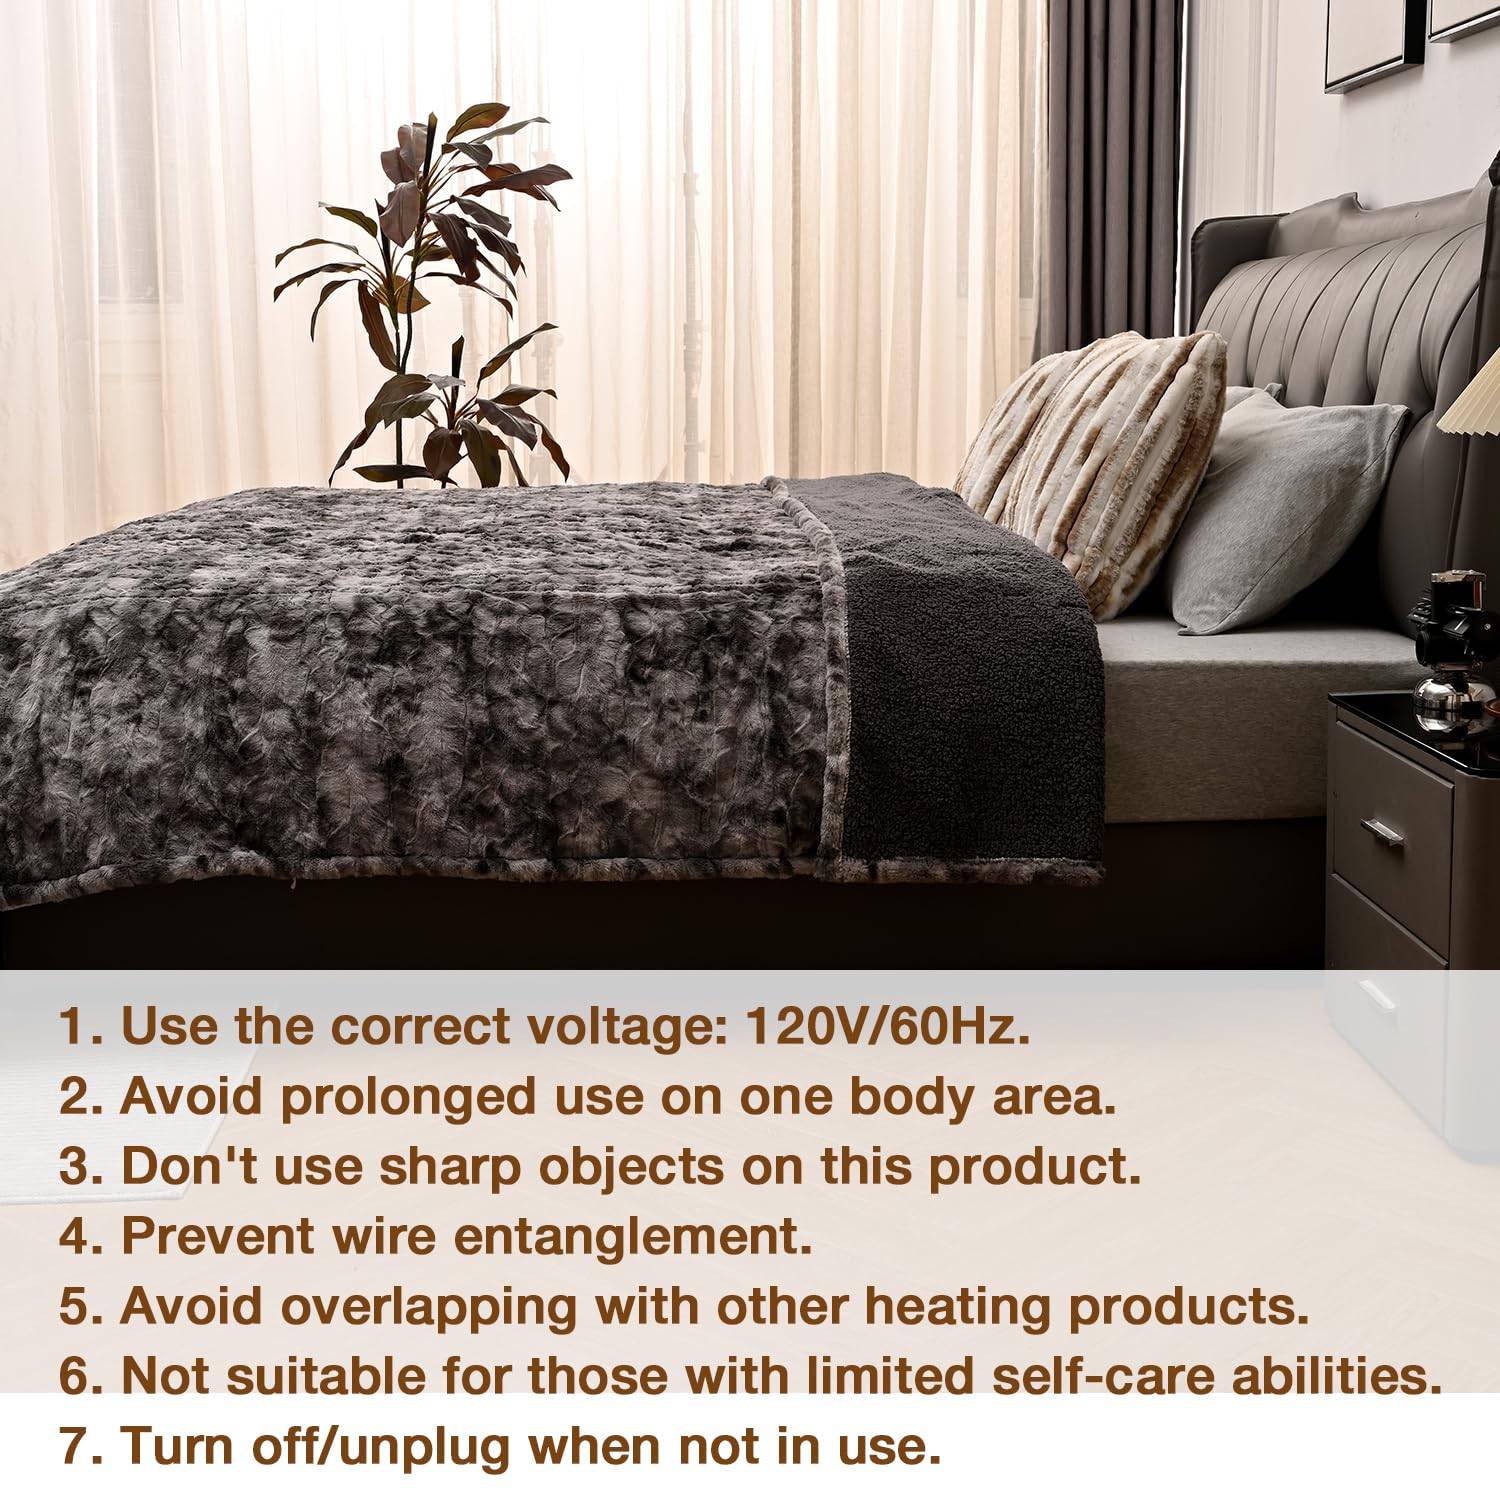 1. Use the correct voltage: 120V/60Hz.
2. Avoid prolonged use on one body area.
3. Don't use sharp objects on this product.
4. Prevent wire entanglement.
5. Avoid overlapping with other heating products.
6. Not suitable for those with limited self-care abilities.
7. Turn off/unplug when not in use.